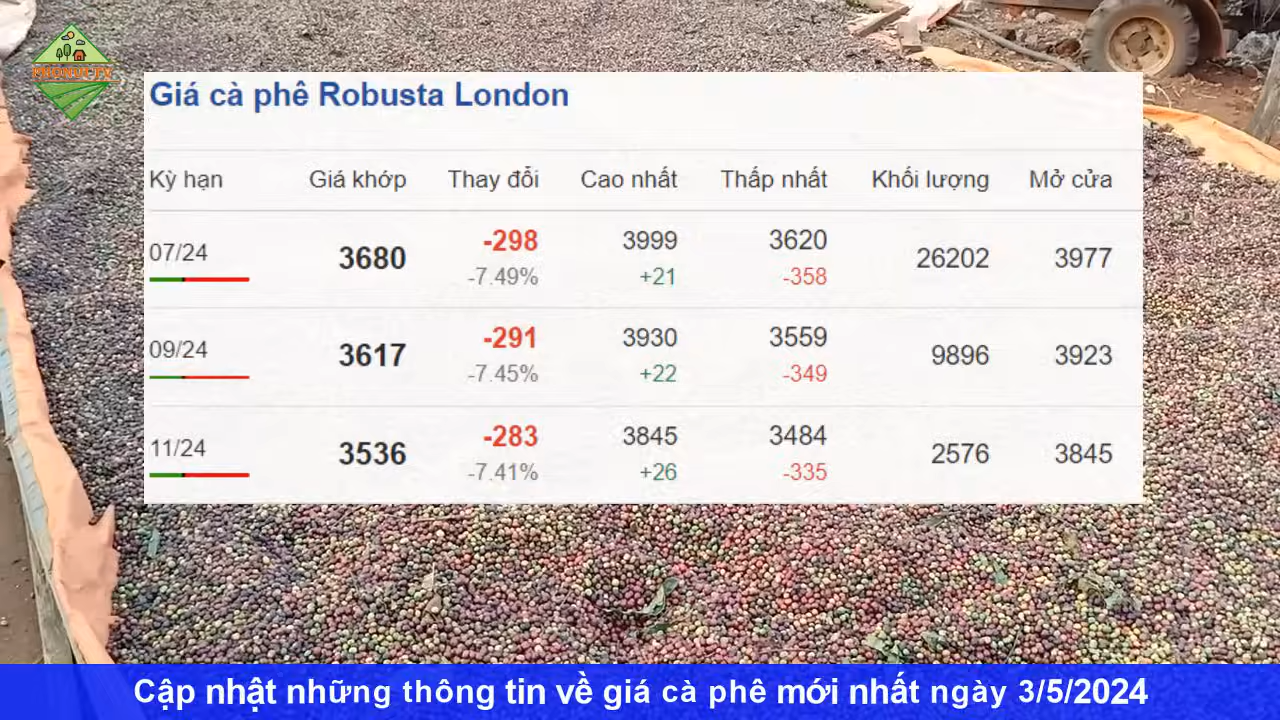 PHONUI TV
Giá cà phê Robusta London
Kỳ hạn Giá khớp Thay đổi Cao nhất Thấp nhất Khối lượng Mở cửa
07/24 3680 -298 3999 3620 26202 3977
-7.49% +21 -358
09/24 3617 -291 3930 3559 9896 3923
-7.45% +22 -349
11/24 3536 -283 3845 3484 2576 3845
-7.41% +26 -335
Cập nhật những thông tin về giá cà phê mới nhất ngày 3/5/2024